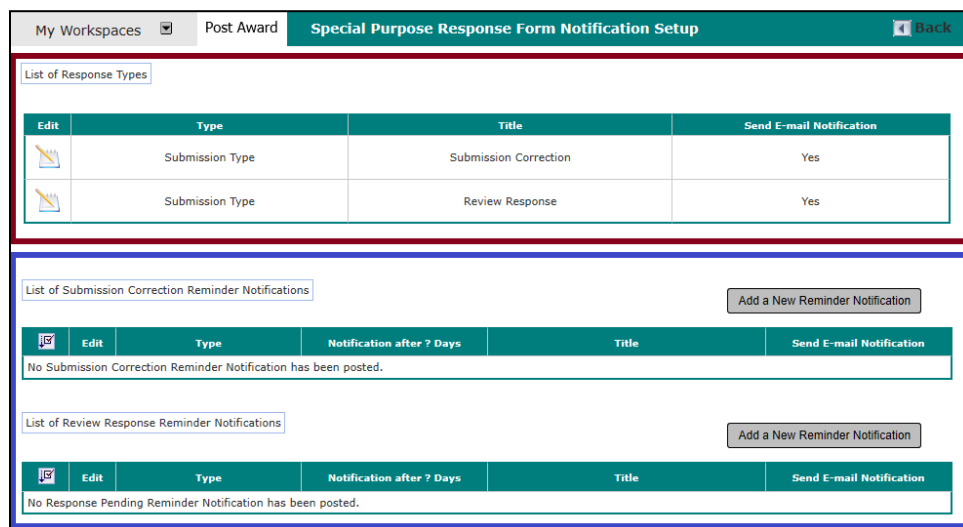 My Workspaces Post Award Special Purpose Response Form Notification Setup Back
List of Response Types
Edit Type Title Send E-mail Notification
Submission Type Submission Correction Yes
Submission Type Review Response Yes
List of Submission Correction Reminder Notifications
Add a New Reminder Notification
Edit Type Notification after ? Days Title Send E-mail Notification
No Submission Correction Reminder Notification has been posted.
List of Review Response Reminder Notifications
Add a New Reminder Notification
Edit Type Notification after ? Days Title Send E-mail Notification
No Response Pending Reminder Notification has been posted.